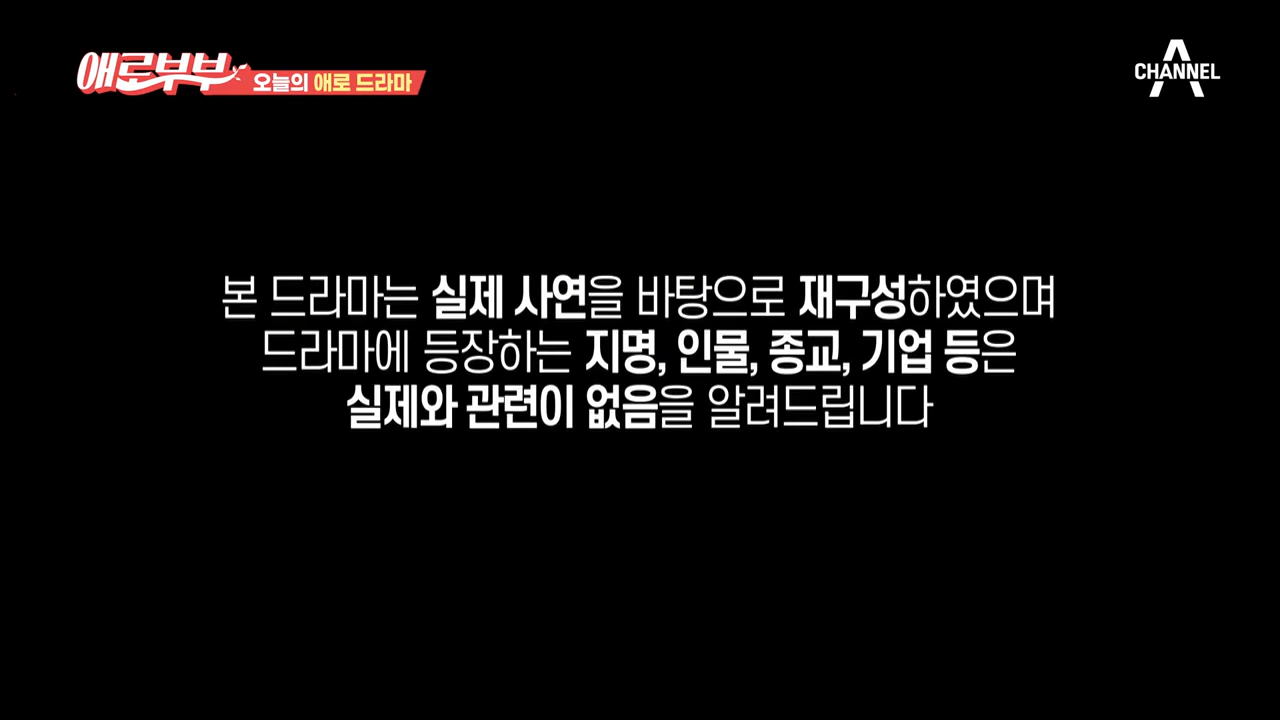 애로부부 오늘의 애로 드라마
CHANNEL A
본 드라마는 실제 사연을 바탕으로 재구성하였으며
드라마에 등장하는 지명, 인물, 종교, 기업 등은
실제와 관련이 없음을 알려드립니다